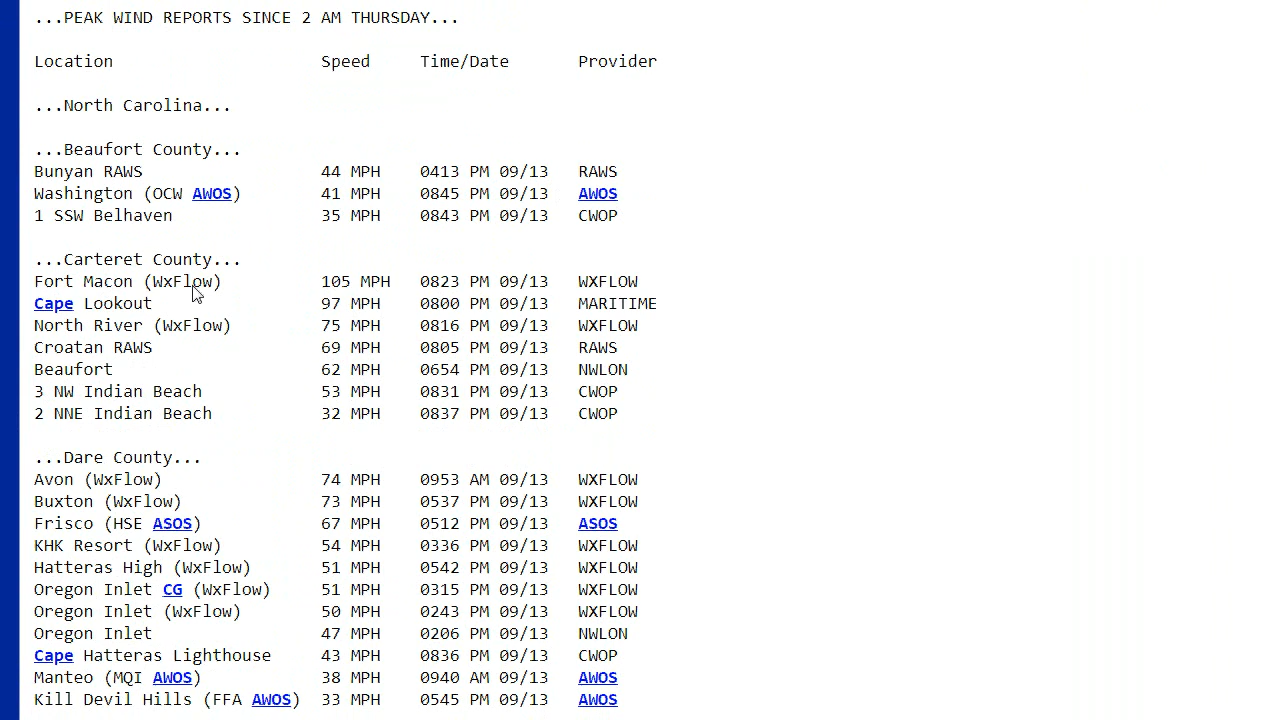 ...PEAK WIND REPORTS SINCE 2 AM THURSDAY...
Location Speed Time/Date Provider
...North Carolina...
...Beaufort County...
Bunyan RAWS 44 MPH 0413 PM 09/13 RAWS
Washington (OCW AWOS) 41 MPH 0845 PM 09/13 AWOS
1 SSW Belhaven 35 MPH 0843 PM 09/13 CWOP
...Carteret County...
Fort Macon (WxFlow) 105 MPH 0823 PM 09/13 WXFLOW
Cape Lookout 97 MPH 0800 PM 09/13 MARITIME
North River (WxFlow) 75 MPH 0816 PM 09/13 WXFLOW
Croatan RAWS 69 MPH 0805 PM 09/13 RAWS
Beaufort 62 MPH 0654 PM 09/13 NWLON
3 NW Indian Beach 53 MPH 0831 PM 09/13 CWOP
2 NNE Indian Beach 32 MPH 0837 PM 09/13 CWOP
...Dare County...
Avon (WxFlow) 74 MPH 0953 AM 09/13 WXFLOW
Buxton (WxFlow) 73 MPH 0537 PM 09/13 WXFLOW
Frisco (HSE ASOS) 67 MPH 0512 PM 09/13 ASOS
KHK Resort (WxFlow) 54 MPH 0336 PM 09/13 WXFLOW
Hatteras High (WxFlow) 51 MPH 0542 PM 09/13 WXFLOW
Oregon Inlet CG (WxFlow) 51 MPH 0315 PM 09/13 WXFLOW
Oregon Inlet (WxFlow) 50 MPH 0243 PM 09/13 WXFLOW
Oregon Inlet 47 MPH 0206 PM 09/13 NWLON
Cape Hatteras Lighthouse 43 MPH 0836 PM 09/13 CWOP
Manteo (MQI AWOS) 38 MPH 0940 AM 09/13 AWOS
Kill Devil Hills (FFA AWOS) 33 MPH 0545 PM 09/13 AWOS